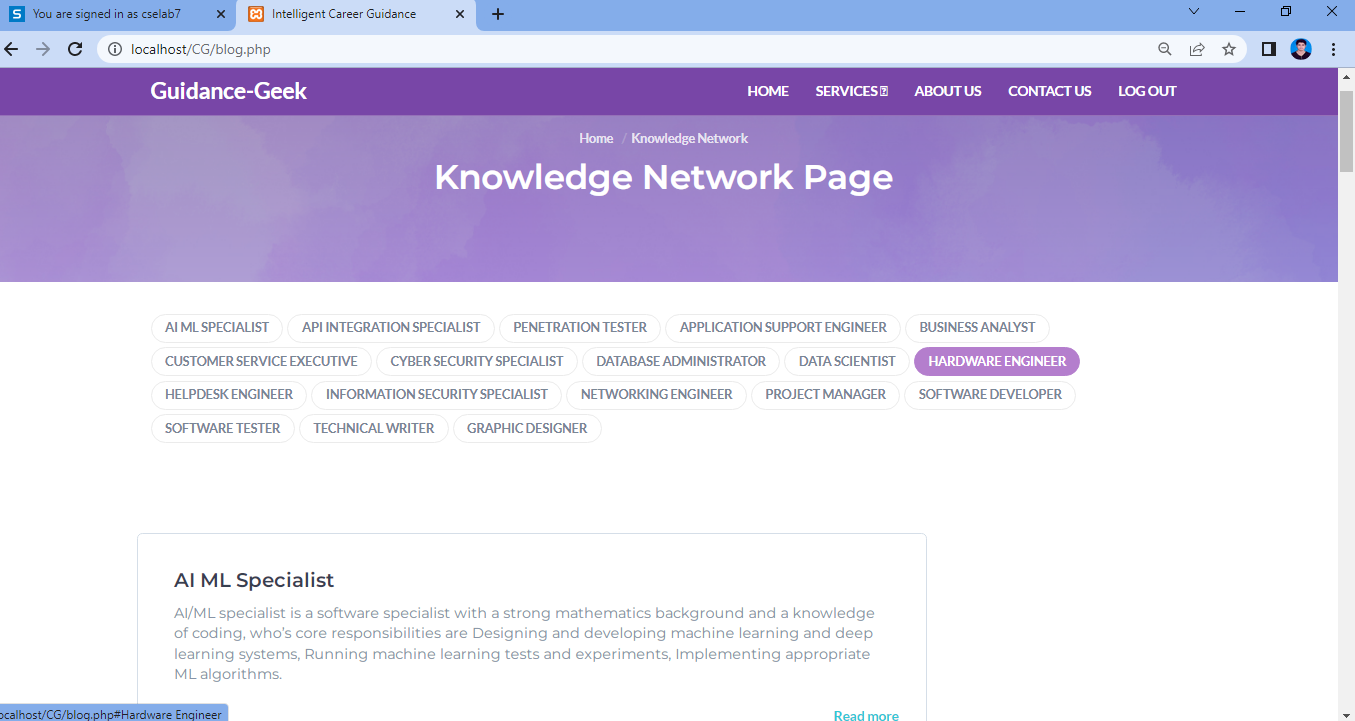 You are signed in as cselab7
Intelligent Career Guidance
localhost/CG/blog.php
Guidance-Geek
HOME SERVICES ABOUT US CONTACT US LOG OUT
Home / Knowledge Network
Knowledge Network Page
AI ML SPECIALIST API INTEGRATION SPECIALIST PENETRATION TESTER APPLICATION SUPPORT ENGINEER BUSINESS ANALYST
CUSTOMER SERVICE EXECUTIVE CYBER SECURITY SPECIALIST DATABASE ADMINISTRATOR DATA SCIENTIST HARDWARE ENGINEER
HELPDESK ENGINEER INFORMATION SECURITY SPECIALIST NETWORKING ENGINEER PROJECT MANAGER SOFTWARE DEVELOPER
SOFTWARE TESTER TECHNICAL WRITER GRAPHIC DESIGNER
AI ML Specialist
AI/ML specialist is a software specialist with a strong mathematics background and a knowledge
of coding, who's core responsibilities are Designing and developing machine learning and deep
learning systems, Running machine learning tests and experiments, Implementing appropriate
ML algorithms.
Read more
ocalhost/CG/blog.php#Hardware Engineer